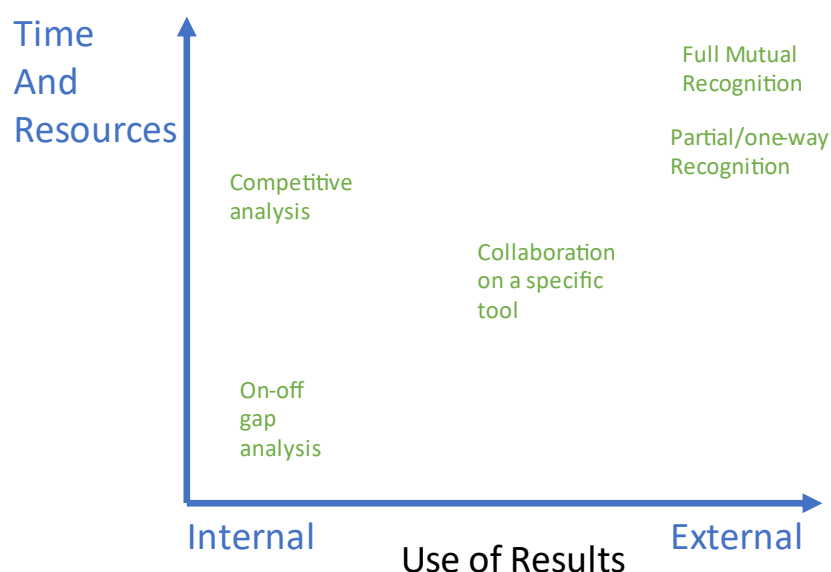 Time
And
Resources
Full Mutual
Recognition
Partial/one-way
Recognition
Competitive
analysis
Collaboration
on a specific
tool
On-off
gap
analysis
Internal
External
Use of Results